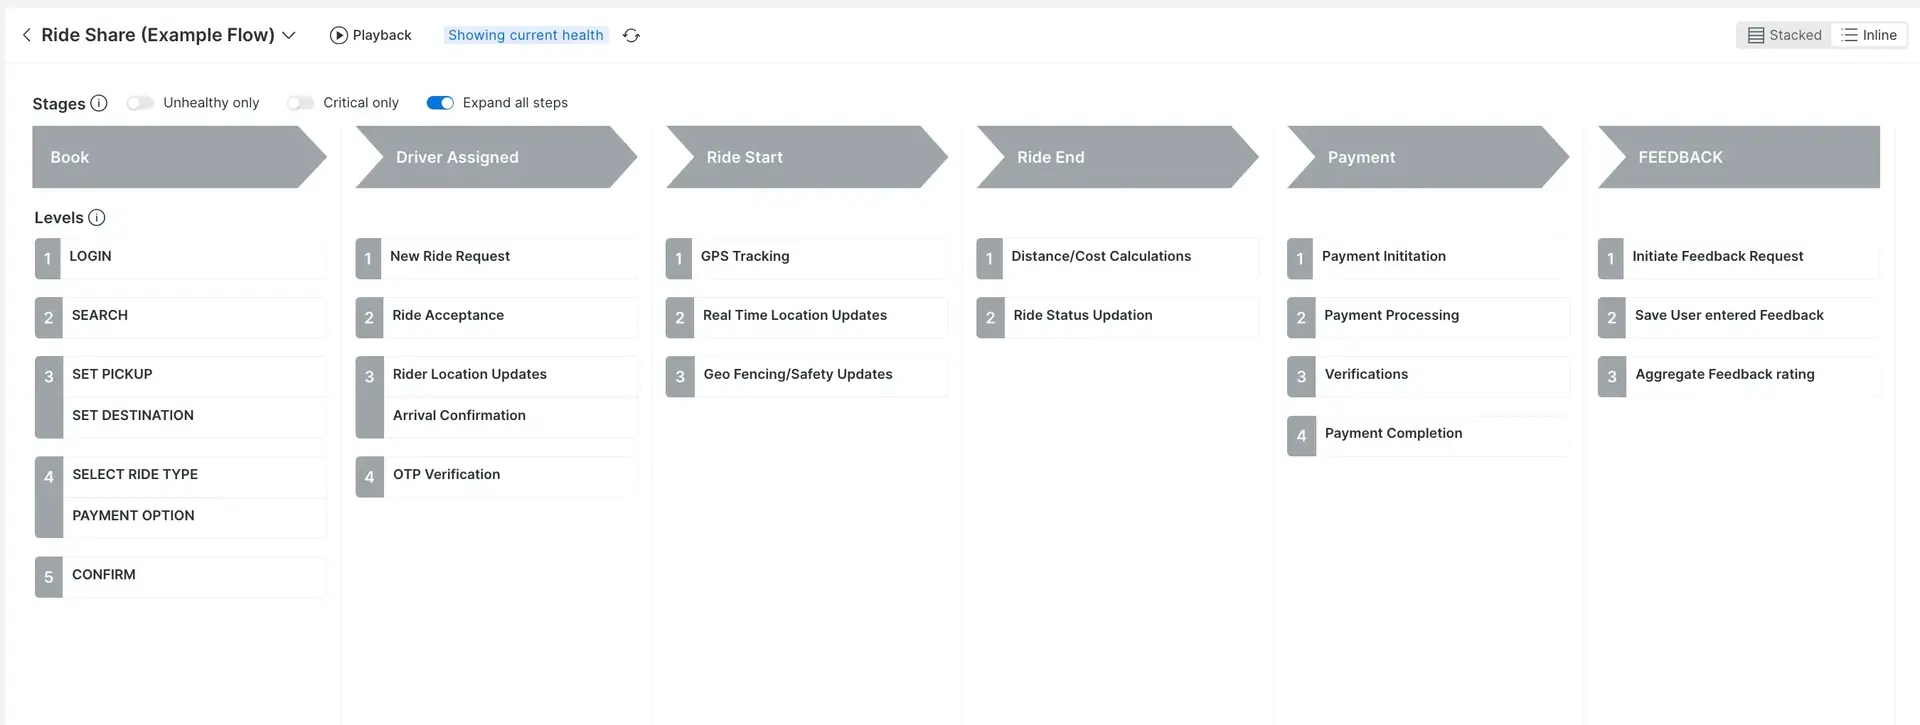 Ride Share (Example Flow)
Playback
Showing current health
Stacked
Inline
Stages
Unhealthy only
Critical only
Expand all steps
Book
Driver Assigned
Ride Start
Ride End
Payment
FEEDBACK
Levels
1 LOGIN
2 SEARCH
3 SET PICKUP
SET DESTINATION
4 SELECT RIDE TYPE
PAYMENT OPTION
5 CONFIRM
1 New Ride Request
2 Ride Acceptance
3 Rider Location Updates
Arrival Confirmation
4 OTP Verification
1 GPS Tracking
2 Real Time Location Updates
3 Geo Fencing/Safety Updates
1 Distance/Cost Calculations
2 Ride Status Updation
1 Payment Inititation
2 Payment Processing
3 Verifications
4 Payment Completion
1 Initiate Feedback Request
2 Save User entered Feedback
3 Aggregate Feedback rating